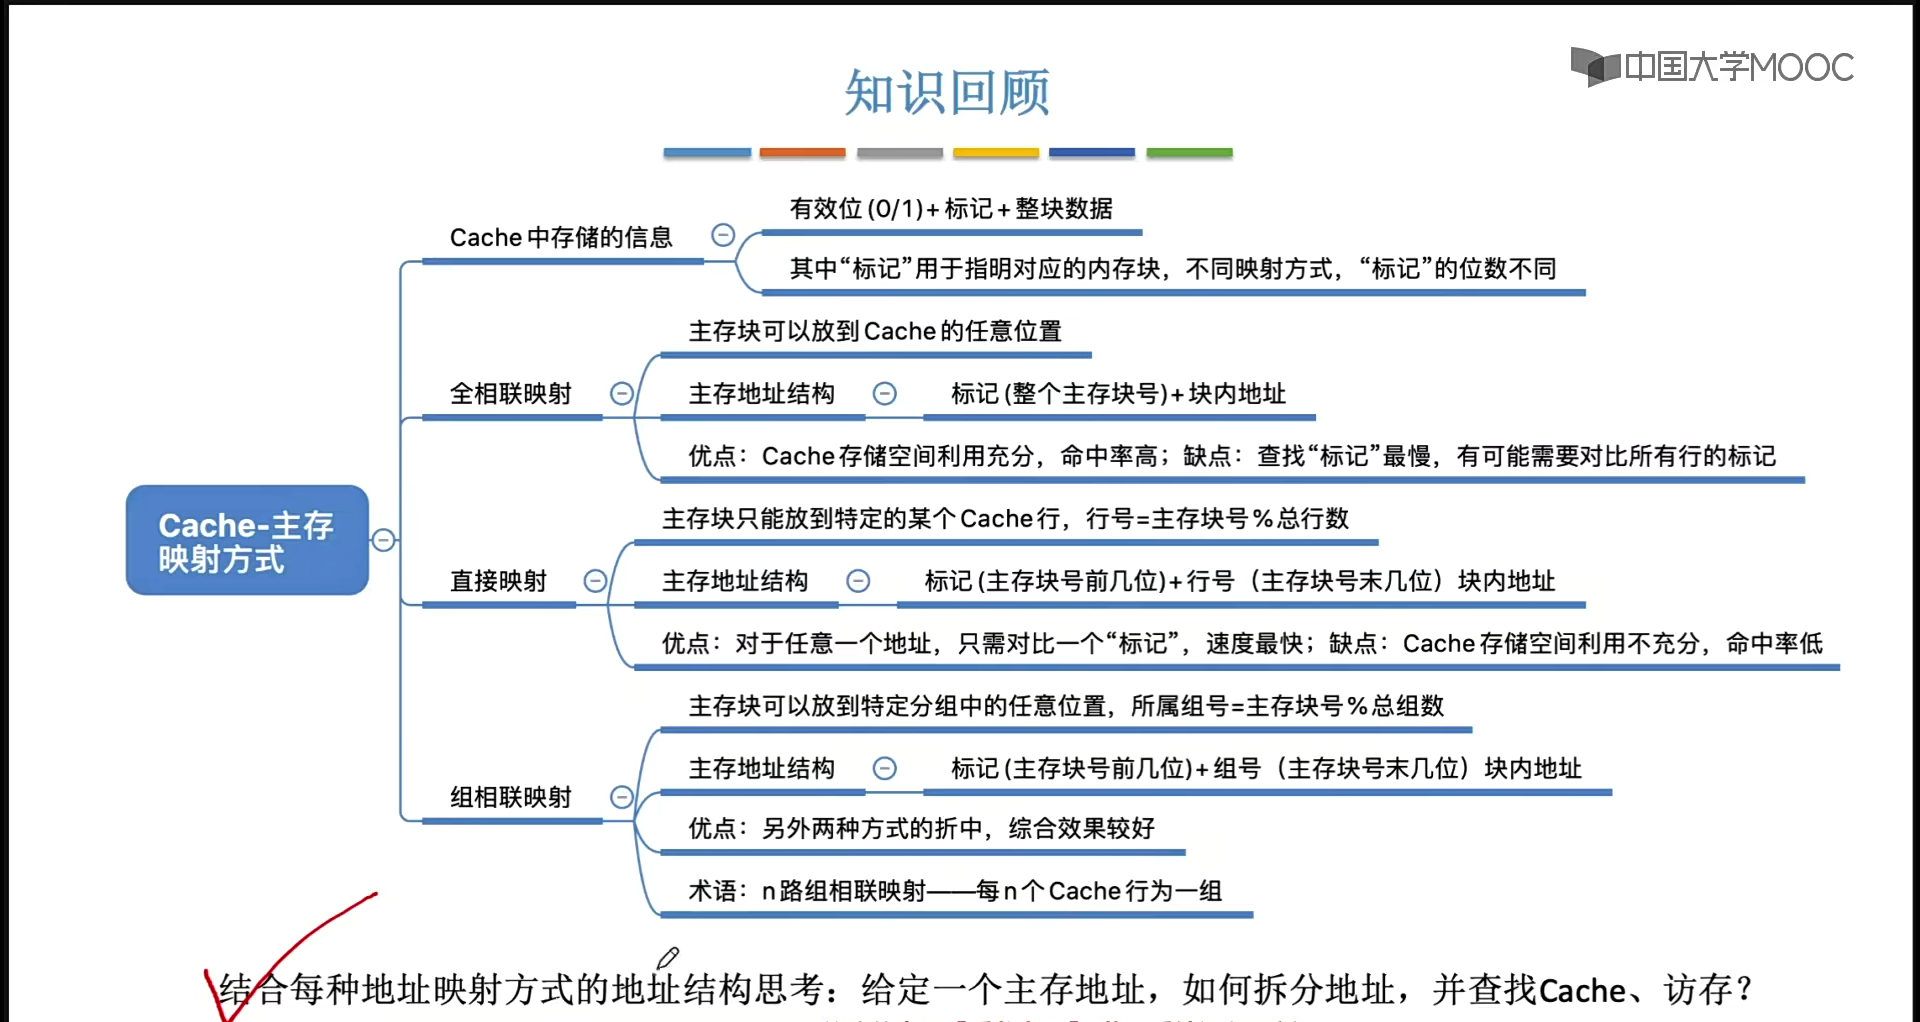 中国大学MOOC
知识回顾
有效位(0/1)+标记+整块数据
Cache中存储的信息
其中“标记”用于指明对应的内存块，不同映射方式，“标记”的位数不同
主存块可以放到Cache的任意位置
全相联映射
主存地址结构
标记(整个主存块号)+块内地址
优点：Cache存储空间利用充分，命中率高；缺点：查找“标记”最慢，有可能需要对比所有行的标记
Cache-主存
映射方式
主存块只能放到特定的某个Cache行，行号=主存块号%总行数
直接映射
主存地址结构
标记(主存块号前几位)+行号（主存块号末几位）块内地址
优点：对于任意一个地址，只需对比一个“标记”，速度最快；缺点：Cache存储空间利用不充分，命中率低
主存块可以放到特定分组中的任意位置，所属组号=主存块号%总组数
主存地址结构
标记(主存块号前几位)+组号（主存块号末几位）块内地址
组相联映射
优点：另外两种方式的折中，综合效果较好
术语：n路组相联映射——每n个Cache行为一组
结合每种地址映射方式的地址结构思考：给定一个主存地址，如何拆分地址，并查找Cache、访存？